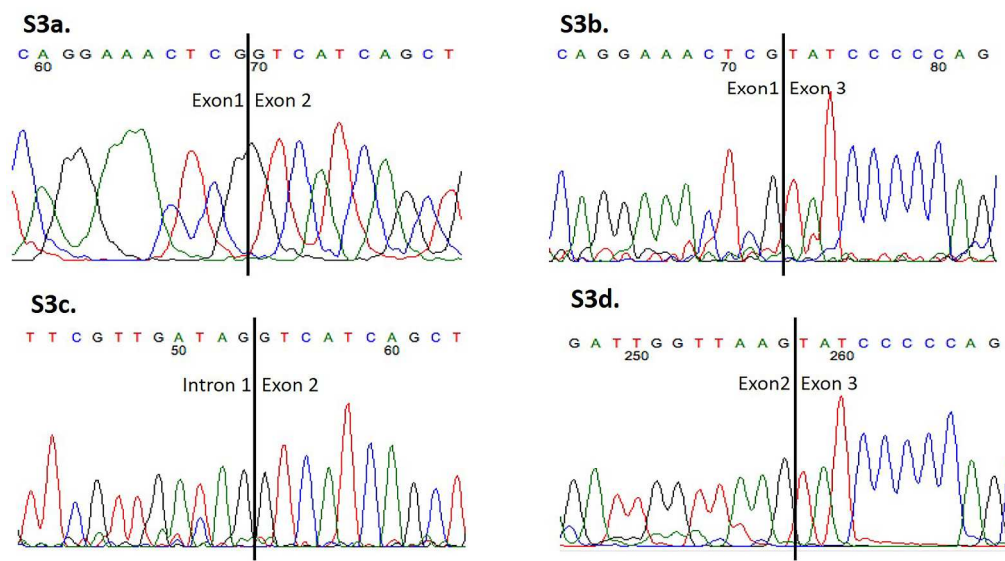 S3a.
C A G G A A A C T C G G T C A T C A G C T
60 70
Exon1 Exon 2
S3b.
C A G G A A A C T C G T A T C C C C C A G
70 80
Exon1 Exon 3
S3c.
T T C G T T G A T A G G T C A T C A G C T
50 60
Intron 1 Exon 2
S3d.
G A T T G G T T A A G T A T C C C C C A G
250 260
Exon2 Exon 3